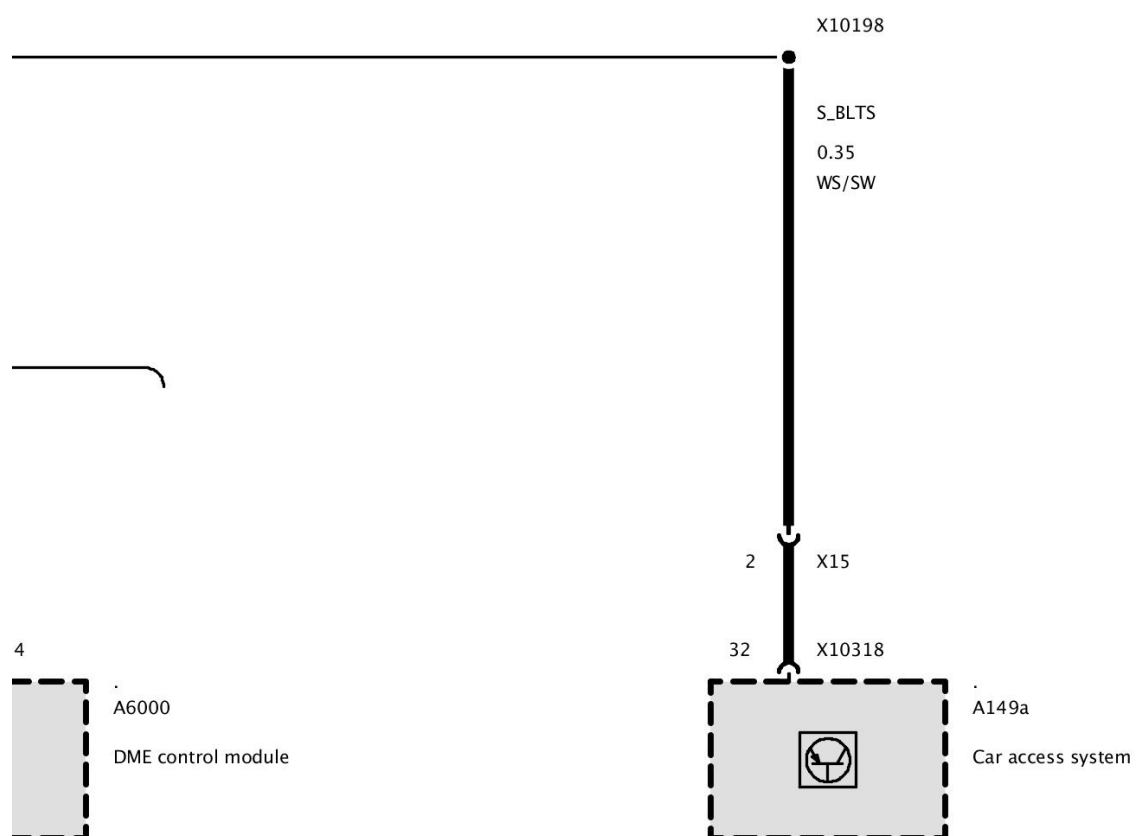 X10198
S_BLTS
0.35
WS/SW
2
X15
4
32
X10318
.
A6000
DME control module
.
A149a
Car access system